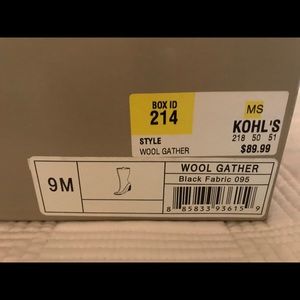 BOX ID
214
MS
KOHL'S
218 50 51
$89.99
STYLE
WOOL GATHER
9M
WOOL GATHER
Black Fabric 095
8 85833 93615 9